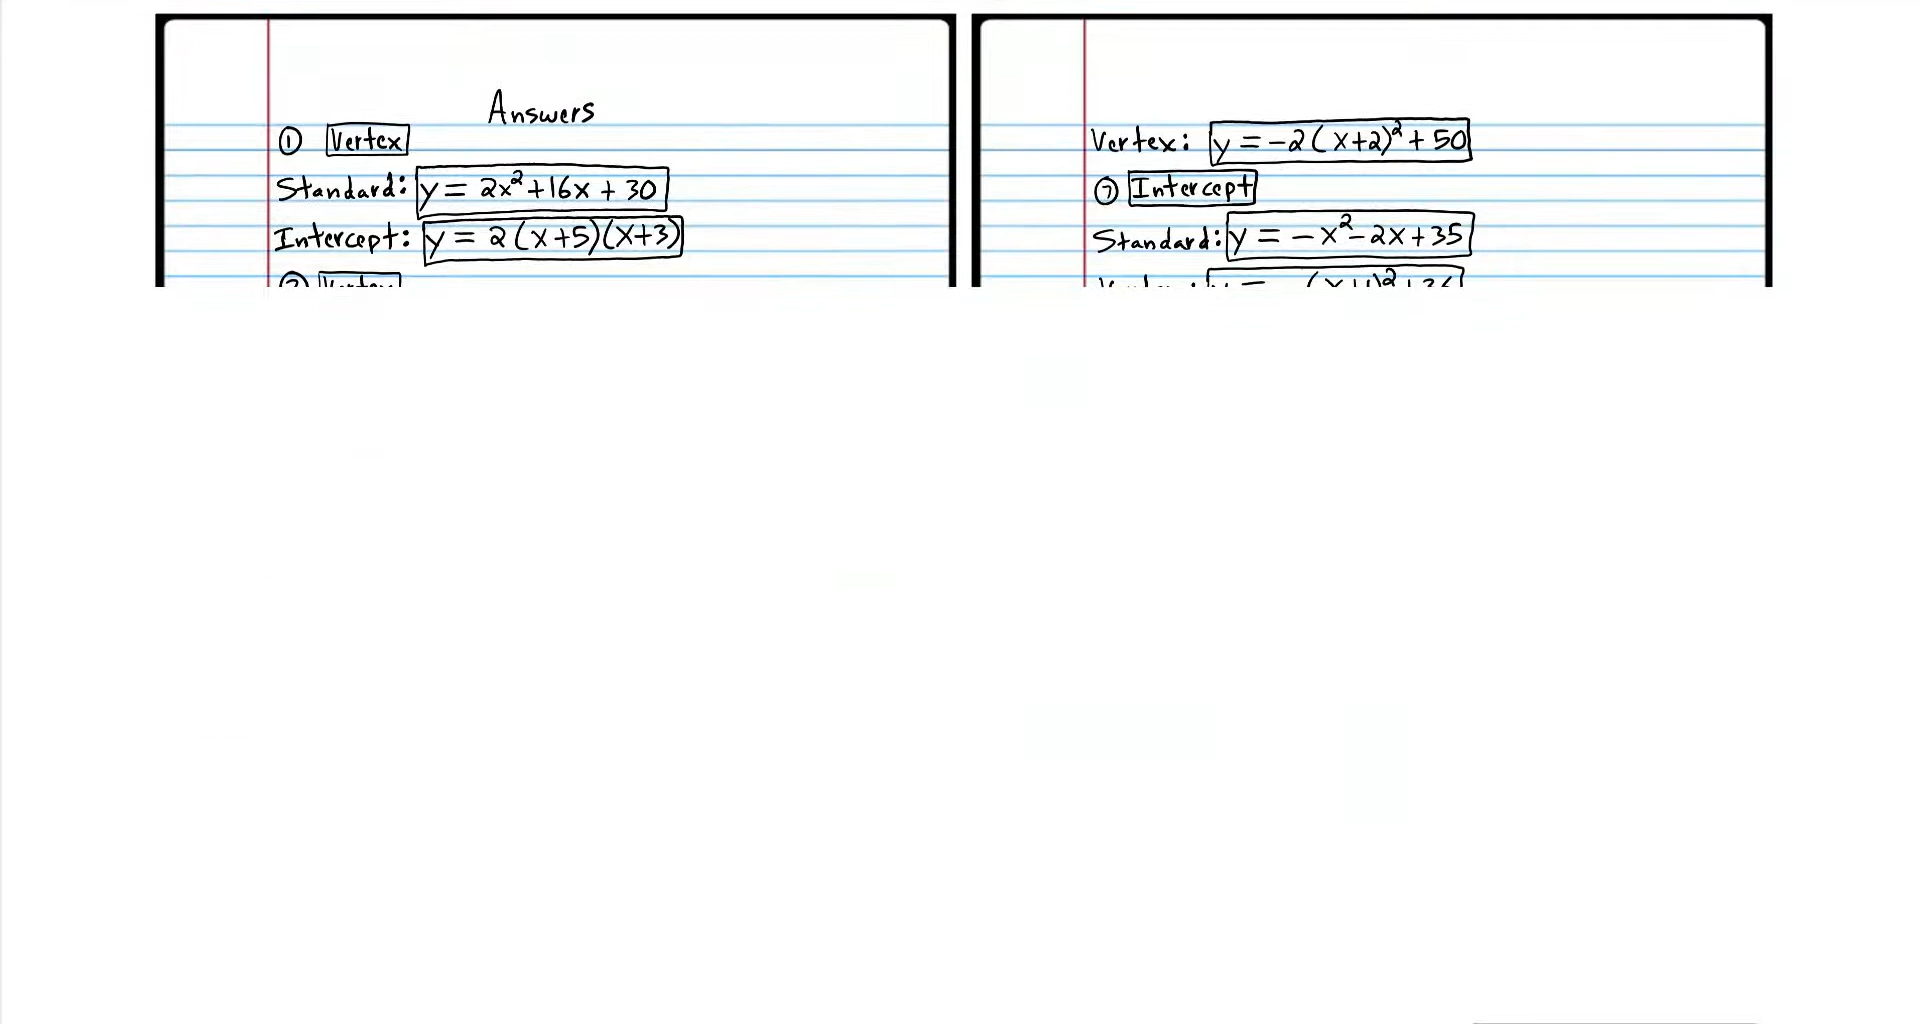 Answers
① Vertex
Standard: y = 2x²+16x + 30
Intercept: y = 2(x+5)(x+3)
Vertex: y = -2(x+2)² + 50
⑦ Intercept
Standard: y = -x²-2x+35